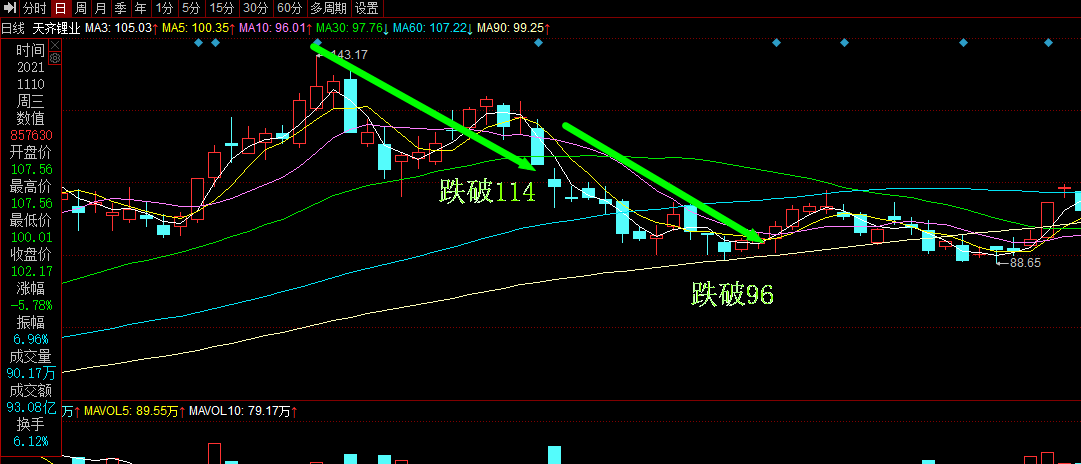 分时 日 周 月 季 年 1分 5分 15分 30分 60分 多周期 设置
日线 天齐锂业 MA3: 105.03↑ MA5: 100.35↑ MA10: 96.01↑ MA30: 97.76↓ MA60: 107.22↓ MA90: 99.25↑
时间
2021
1110
周三
数值
857630
开盘价
107.56
最高价
107.56
最低价
100.01
收盘价
102.17
涨幅
-5.78%
振幅
6.96%
成交量
90.17万
成交额
93.08亿
换手
6.12%
143.17
跌破114
跌破96
88.65
万↑ MAVOL5: 89.55万↑ MAVOL10: 79.17万↑